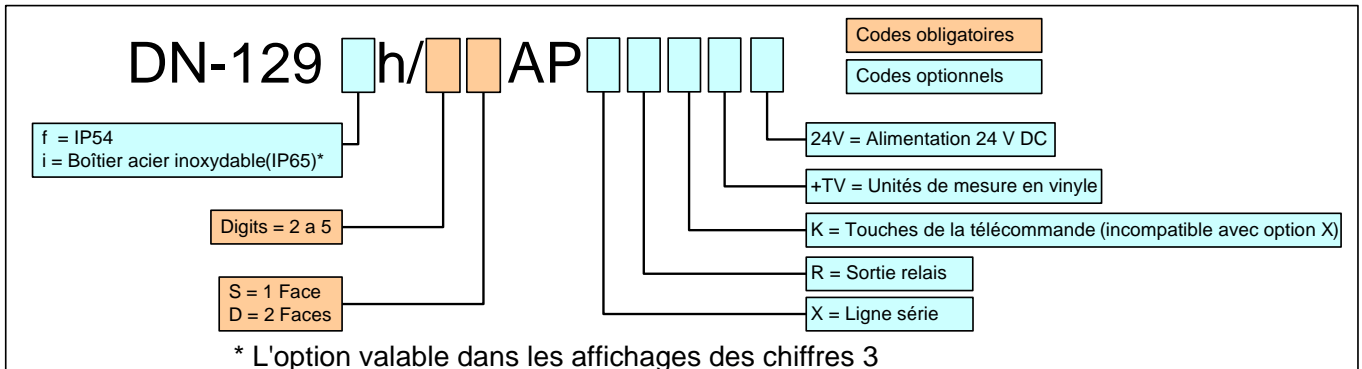 DN-129 h/ AP
Codes obligatoires
Codes optionnels
f = IP54
i = Boîtier acier inoxydable(IP65)*
24V = Alimentation 24 V DC
+TV = Unités de mesure en vinyle
Digits = 2 a 5
K = Touches de la télécommande (incompatible avec option X)
R = Sortie relais
S = 1 Face
D = 2 Faces
X = Ligne série
* L'option valable dans les affichages des chiffres 3